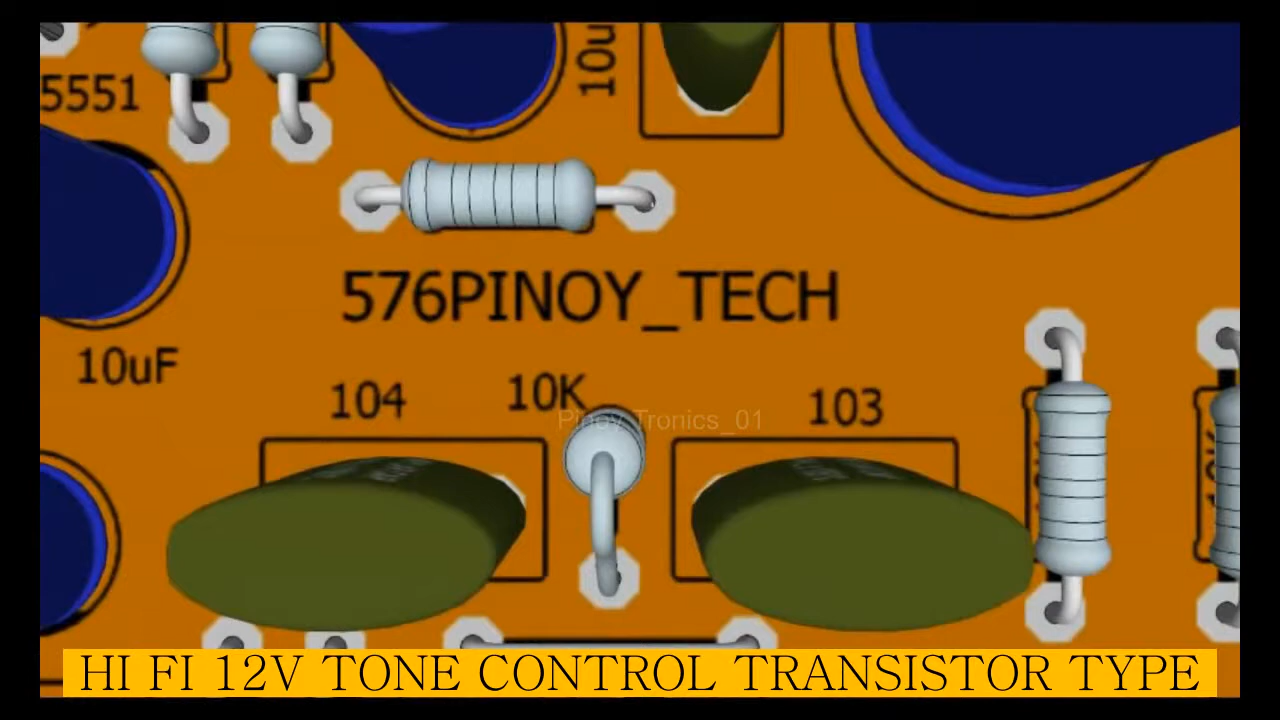 10u
5551
576PINOY_TECH
10uF
104
10K
103
Pinoy Tronics_01
HI FI 12V TONE CONTROL TRANSISTOR TYPE